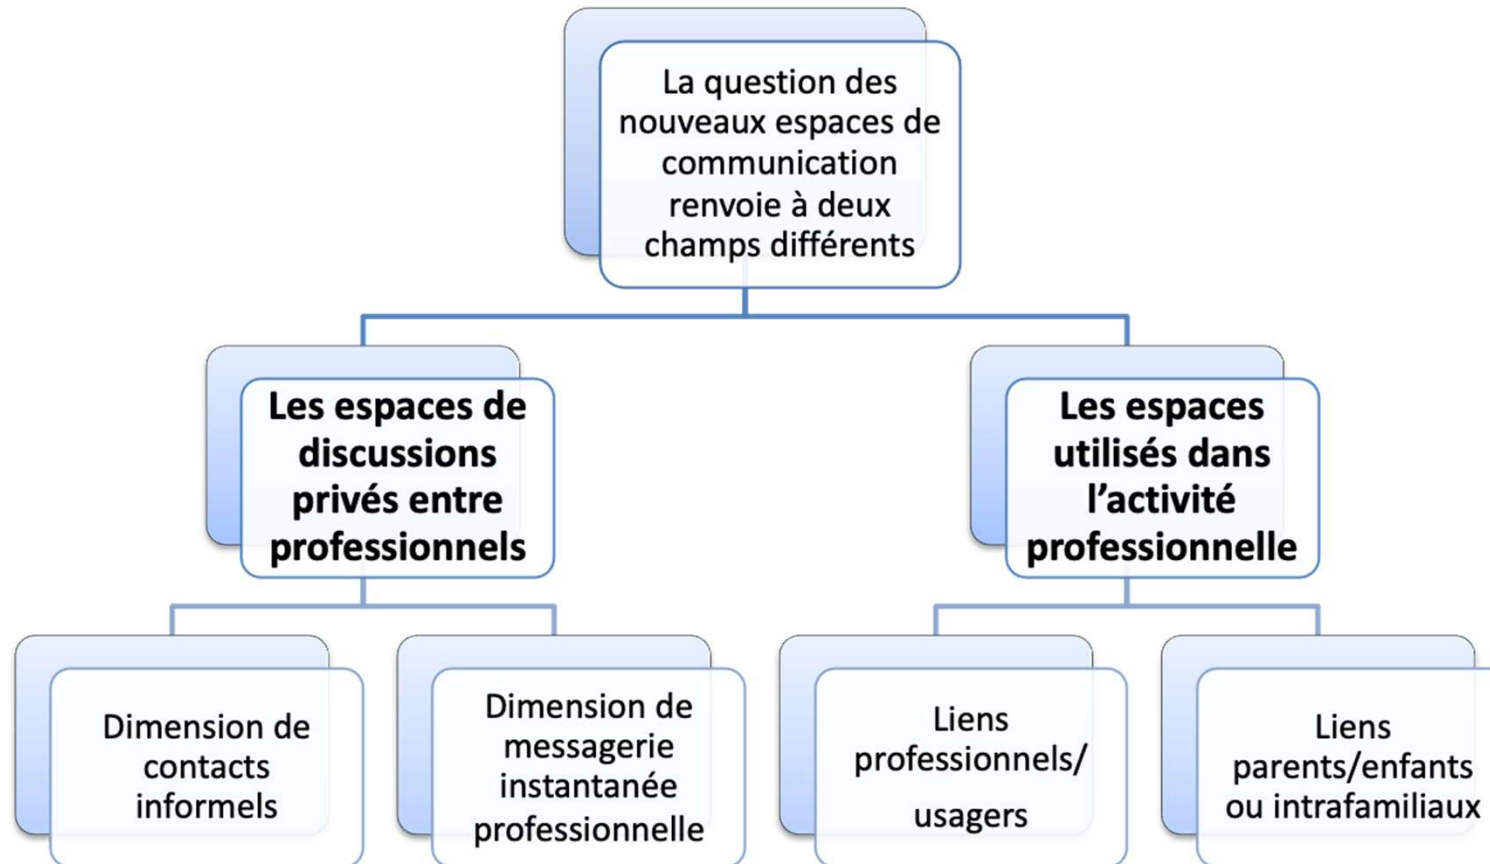 La question des
nouveaux espaces de
communication
renvoie à deux
champs différents
Les espaces de
discussions
privés entre
professionnels
Les espaces
utilisés dans
l’activité
professionnelle
Dimension de
contacts
informels
Dimension de
messagerie
instantanée
professionnelle
Liens
professionnels/
usagers
Liens
parents/enfants
ou intrafamiliaux